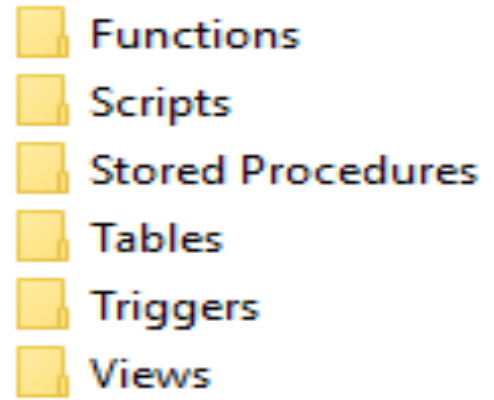 Functions
Scripts
Stored Procedures
Tables
Triggers
Views